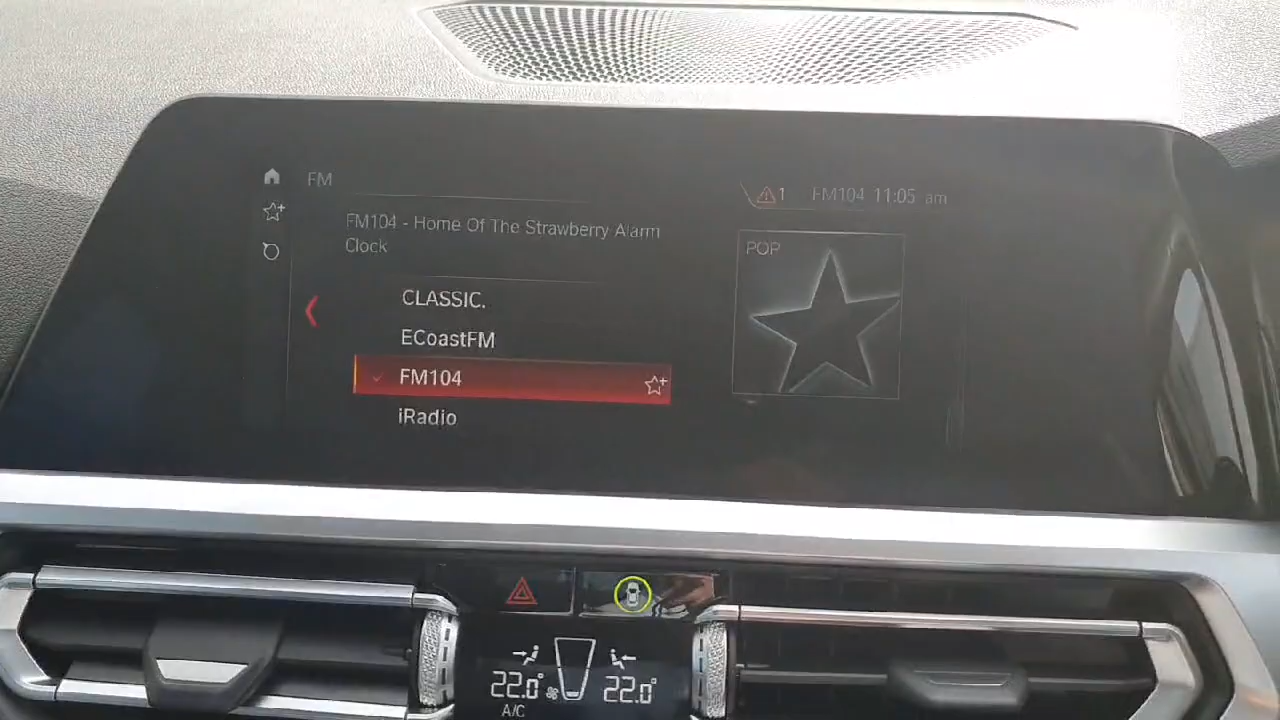 FM
1 FM104 11:05 am
FM104 - Home Of The Strawberry Alarm
Clock
POP
CLASSIC.
ECoastFM
FM104
iRadio
22.0° 22.0°
A/C